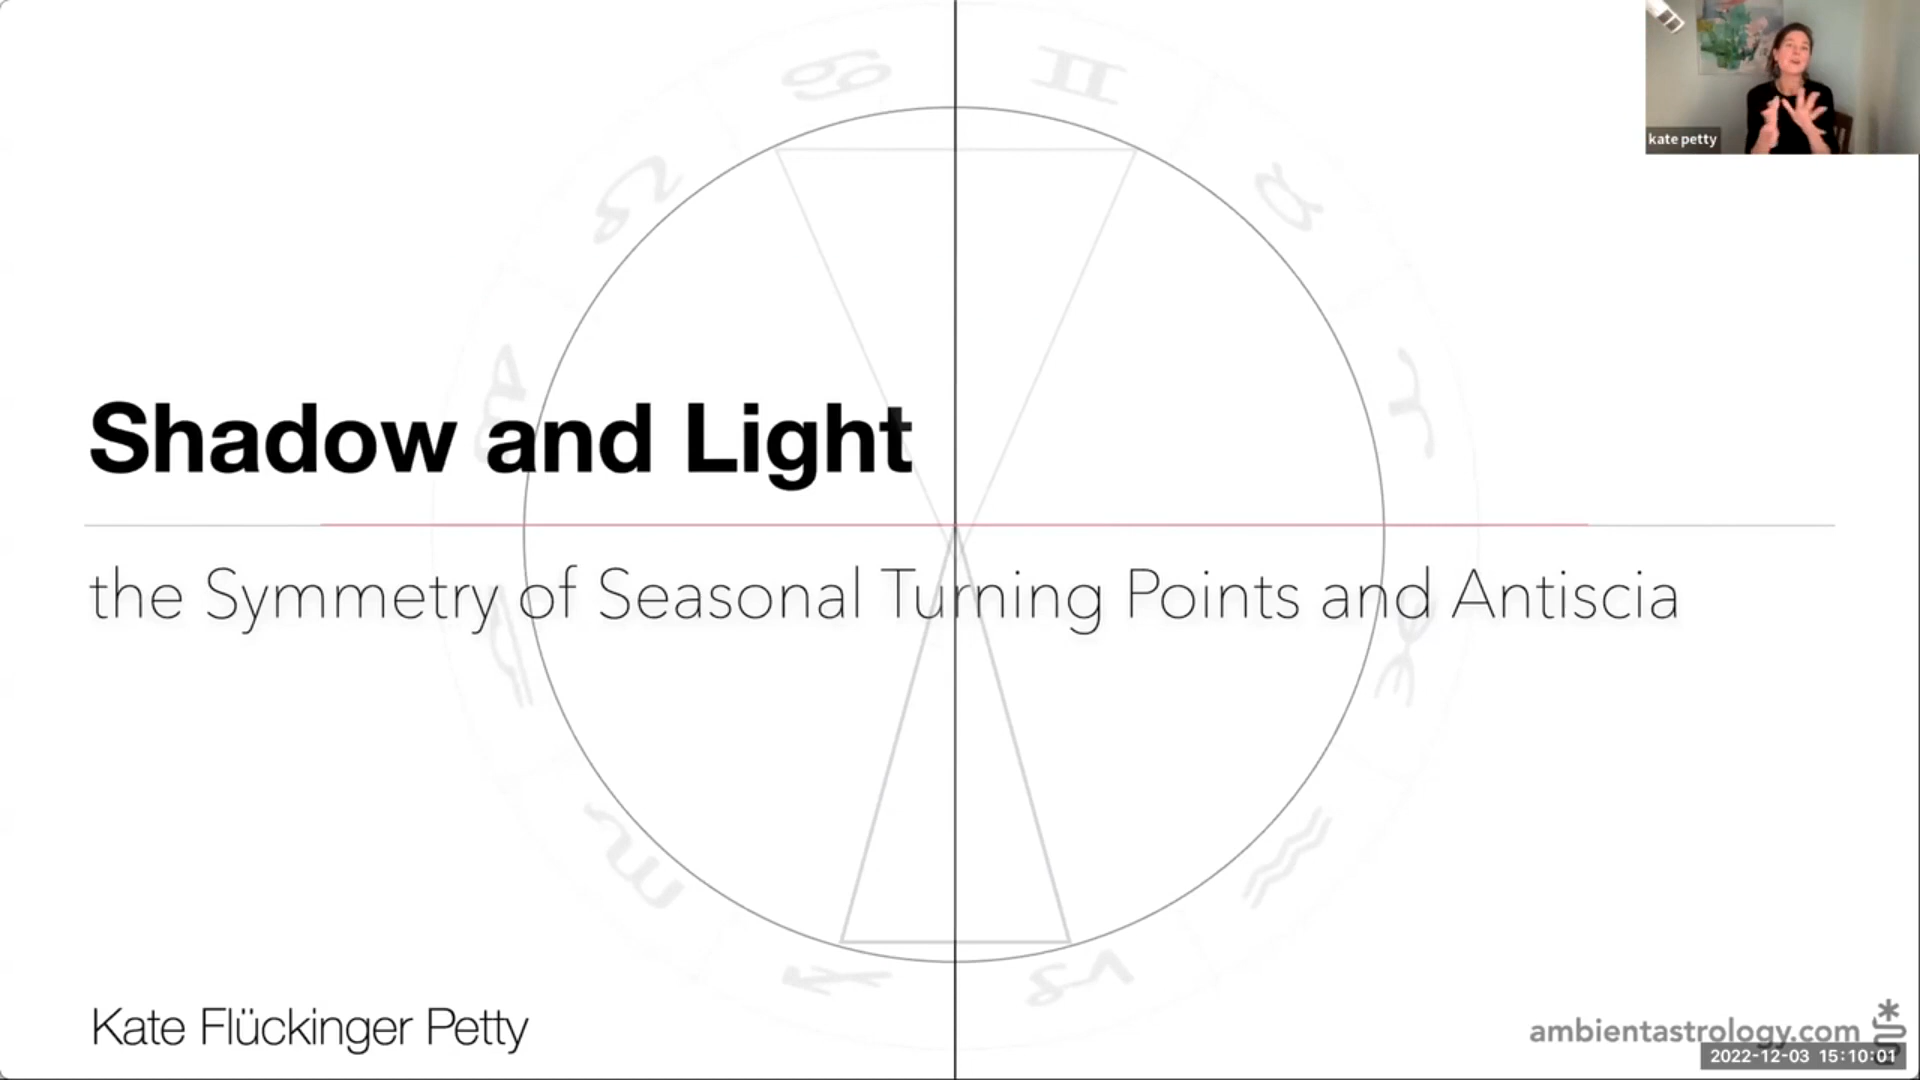 kate petty
Shadow and Light
the Symmetry of Seasonal Turning Points and Antiscia
Kate Flückinger Petty
ambientastrology.com
2022-12-03 15:10:01